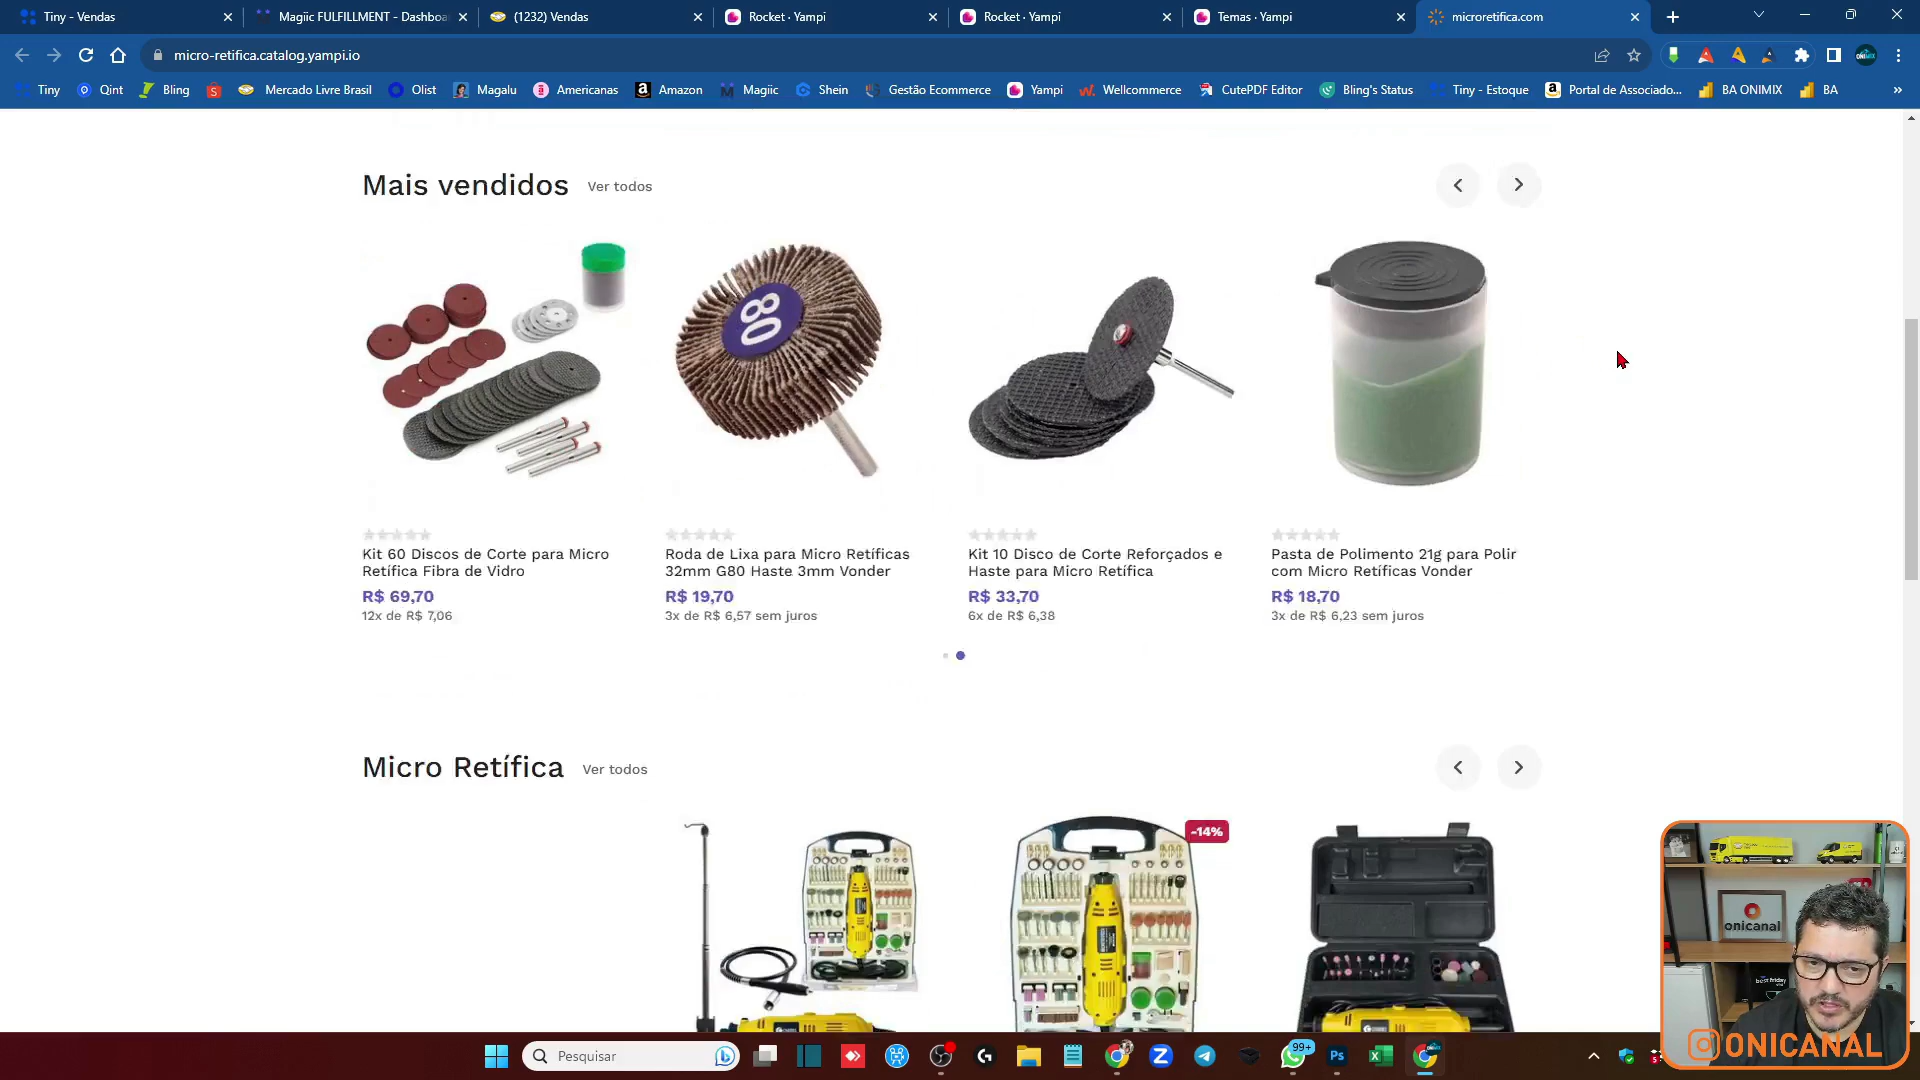 Tiny - Vendas
Magiic FULFILLMENT - Dashboa
(1232) Vendas
Rocket · Yampi
Rocket · Yampi
Temas · Yampi
microretifica.com
micro-retifica.catalog.yampi.io
Tiny
Qint
Bling
Mercado Livre Brasil
Olist
Magalu
Americanas
Amazon
Magiic
Shein
Gestão Ecommerce
Yampi
Wellcommerce
CutePDF Editor
Bling's Status
Tiny - Estoque
Portal de Associado...
BA ONIMIX
BA
»
Mais vendidos
Ver todos
80
Kit 60 Discos de Corte para Micro
Retífica Fibra de Vidro
R$ 69,70
12x de R$ 7,06
Roda de Lixa para Micro Retíficas
32mm G80 Haste 3mm Vonder
R$ 19,70
3x de R$ 6,57 sem juros
Kit 10 Disco de Corte Reforçados e
Haste para Micro Retífica
R$ 33,70
6x de R$ 6,38
Pasta de Polimento 21g para Polir
com Micro Retíficas Vonder
R$ 18,70
3x de R$ 6,23 sem juros
Micro Retífica
Ver todos
-14%
onicanal
best friday
ONICANAL
Pesquisar
99+
Ps